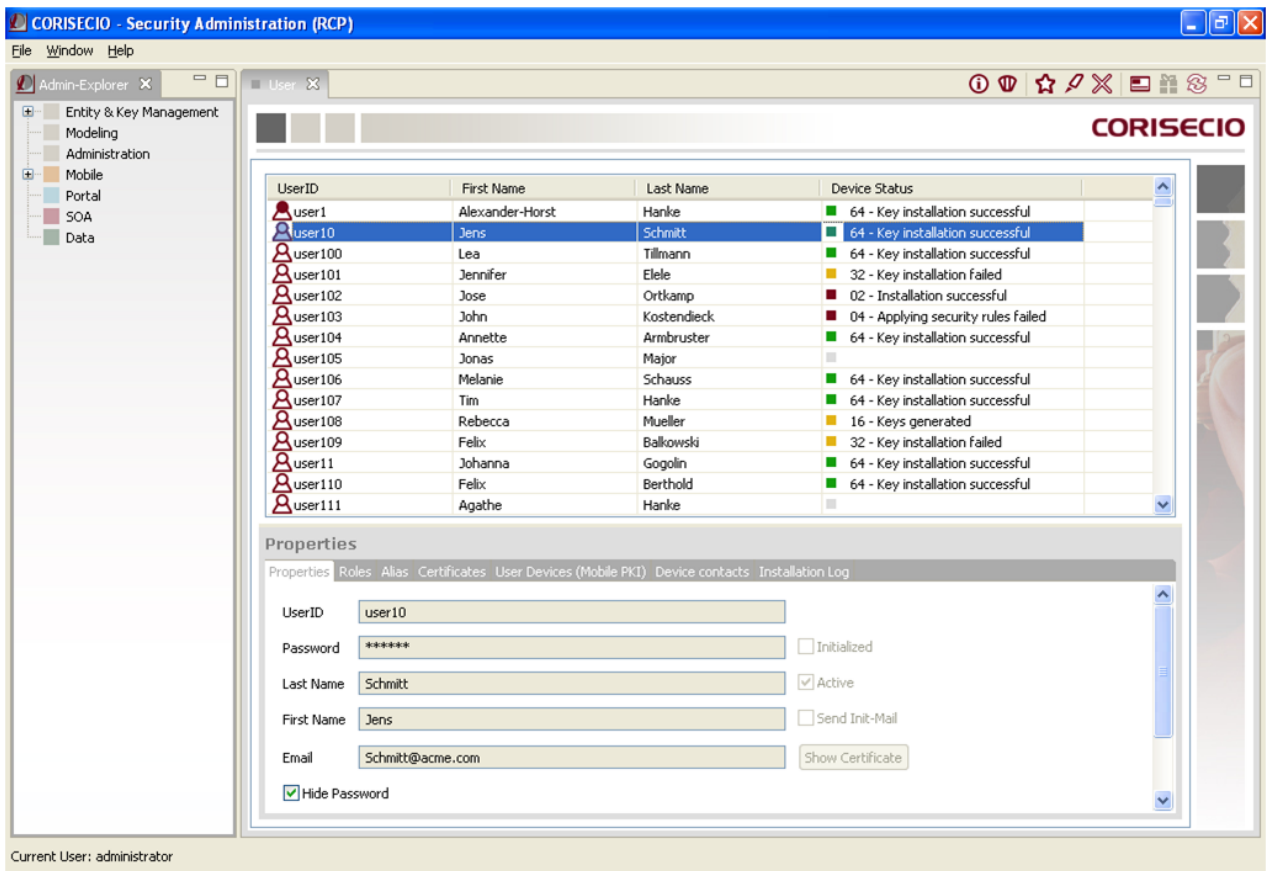 CORISECIO - Security Administration (RCP)
File Window Help
Admin-Explorer
User
Entity & Key Management
Modeling
Administration
Mobile
Portal
SOA
Data
CORISECIO
UserID First Name Last Name Device Status
user1 Alexander-Horst Hanke 64 - Key installation successful
user10 Jens Schmitt 64 - Key installation successful
user100 Lea Tillmann 64 - Key installation successful
user101 Jennifer Elele 32 - Key installation failed
user102 Jose Ortkamp 02 - Installation successful
user103 John Kostendieck 04 - Applying security rules failed
user104 Annette Armbruster 64 - Key installation successful
user105 Jonas Major
user106 Melanie Schauss 64 - Key installation successful
user107 Tim Hanke 64 - Key installation successful
user108 Rebecca Mueller 16 - Keys generated
user109 Felix Balkowski 32 - Key installation failed
user11 Johanna Gogolin 64 - Key installation successful
user110 Felix Berthold 64 - Key installation successful
user111 Agathe Hanke
Properties
Properties Roles Alias Certificates User Devices (Mobile PKI) Device contacts Installation Log
UserID user10
Password ****** Initialized
Last Name Schmitt Active
First Name Jens Send Init-Mail
Email Schmitt@acme.com Show Certificate
Hide Password
Current User: administrator